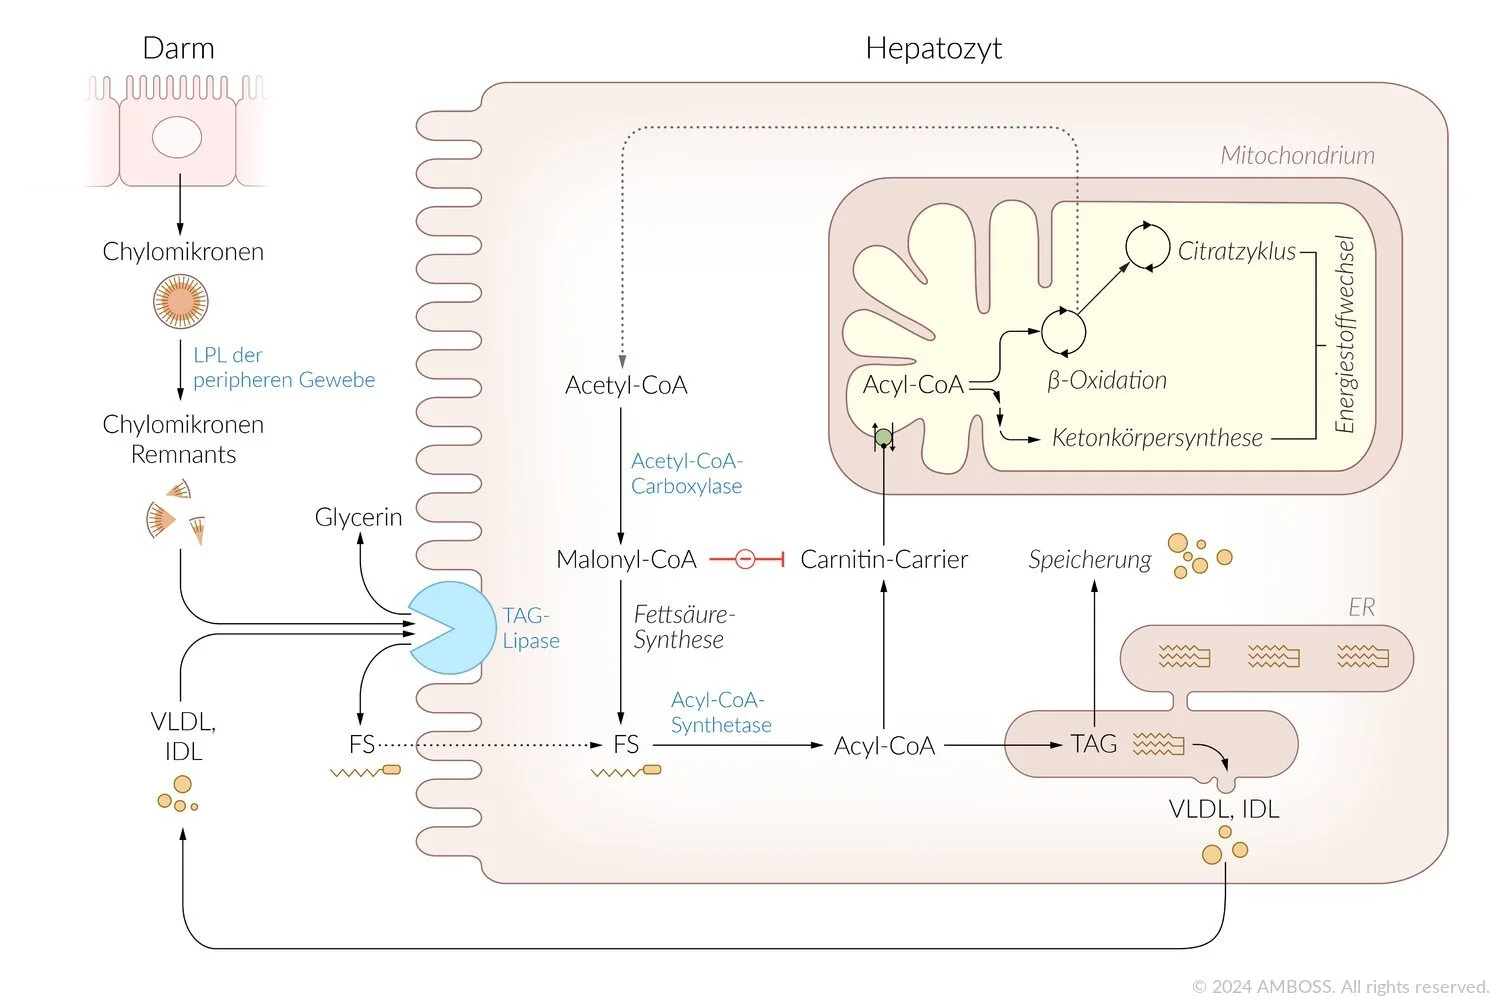 Darm
Hepatozyt
Mitochondrium
Chylomikronen
Citratzyklus
Energiestoffwechsel
LPL der
peripheren Gewebe
Acetyl-CoA
Acyl-CoA
β-Oxidation
Chylomikronen
Remnants
Ketonkörpersynthese
Acetyl-CoA-
Carboxylase
Glycerin
Malonyl-CoA
−
Carnitin-Carrier
Speicherung
ER
TAG-
Lipase
Fettsäure-
Synthese
Acyl-CoA-
Synthetase
VLDL,
IDL
FS
FS
Acyl-CoA
TAG
VLDL, IDL
© 2024 AMBOSS. All rights reserved.